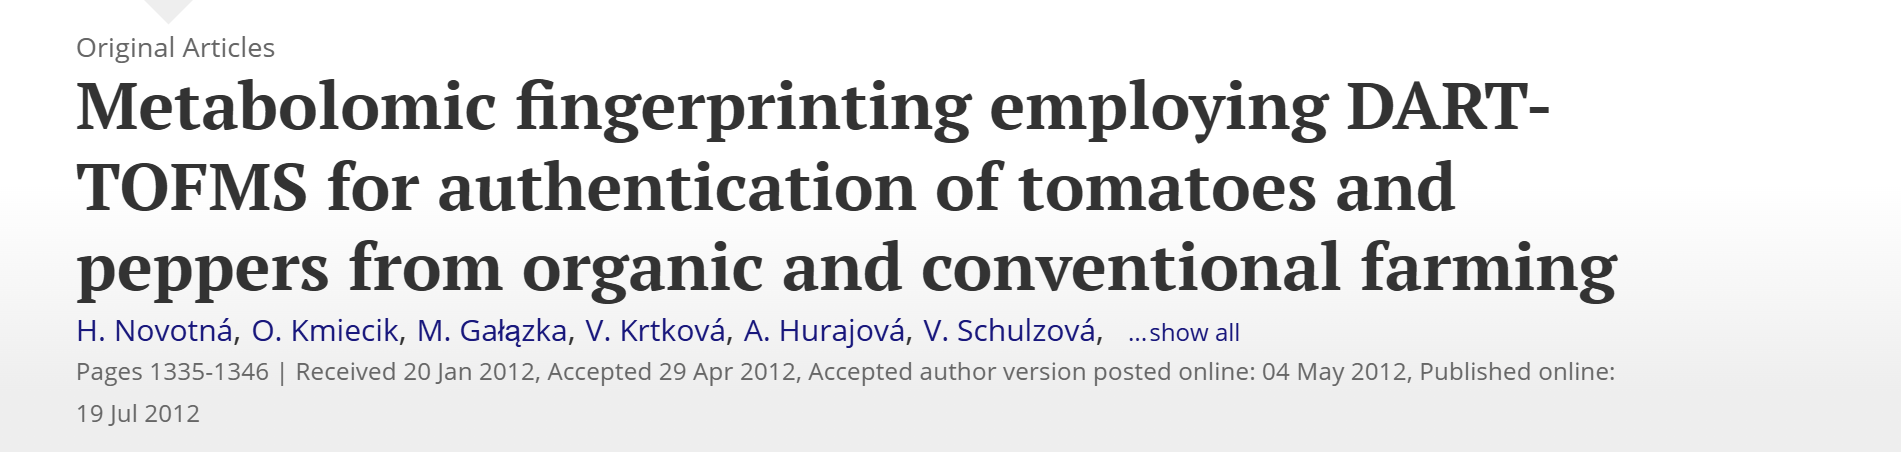 Original Articles
Metabolomic fingerprinting employing DART-
TOFMS for authentication of tomatoes and
peppers from organic and conventional farming
H. Novotná, O. Kmiecik, M. Gałązka, V. Krtková, A. Hurajová, V. Schulzová, ...show all
Pages 1335-1346 | Received 20 Jan 2012, Accepted 29 Apr 2012, Accepted author version posted online: 04 May 2012, Published online:
19 Jul 2012